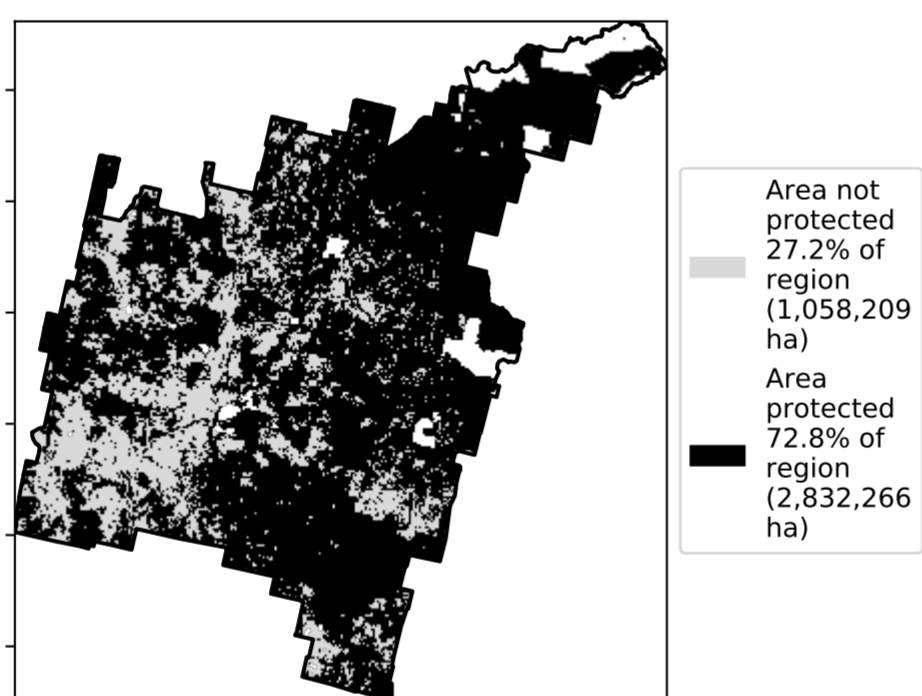 Area not
protected
27.2% of
region
(1,058,209
ha)
Area
protected
72.8% of
region
(2,832,266
ha)